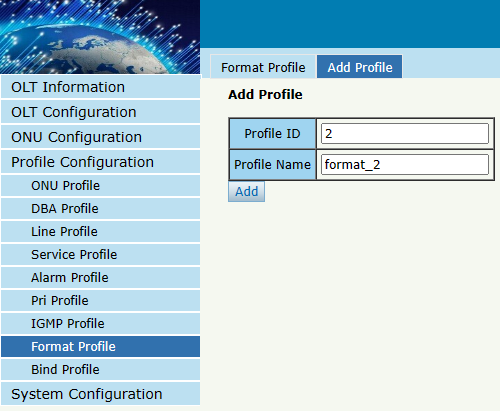 Format Profile Add Profile
OLT Information
OLT Configuration
ONU Configuration
Profile Configuration
ONU Profile
DBA Profile
Line Profile
Service Profile
Alarm Profile
Pri Profile
IGMP Profile
Format Profile
Bind Profile
System Configuration
Add Profile
Profile ID 2
Profile Name format_2
Add